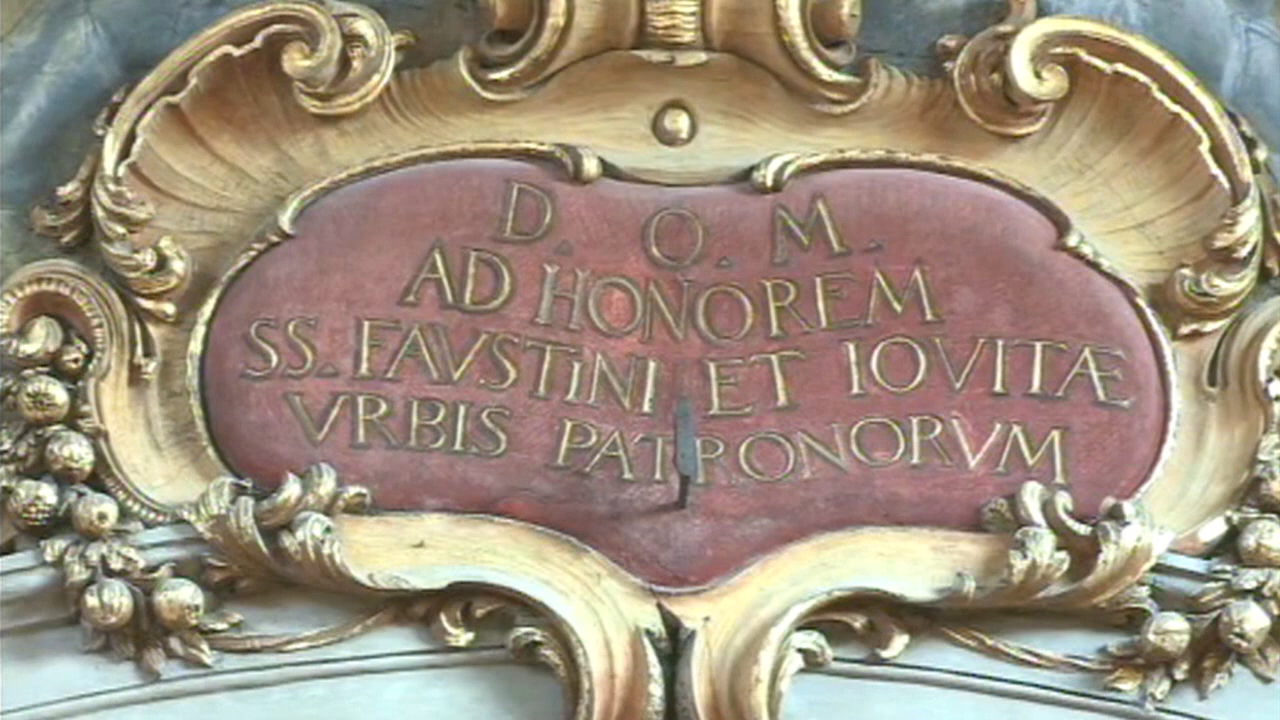 D. O. M.
AD HONOREM
SS. FAVSTINI ET IOVITÆ
VRBIS PATRONORVM